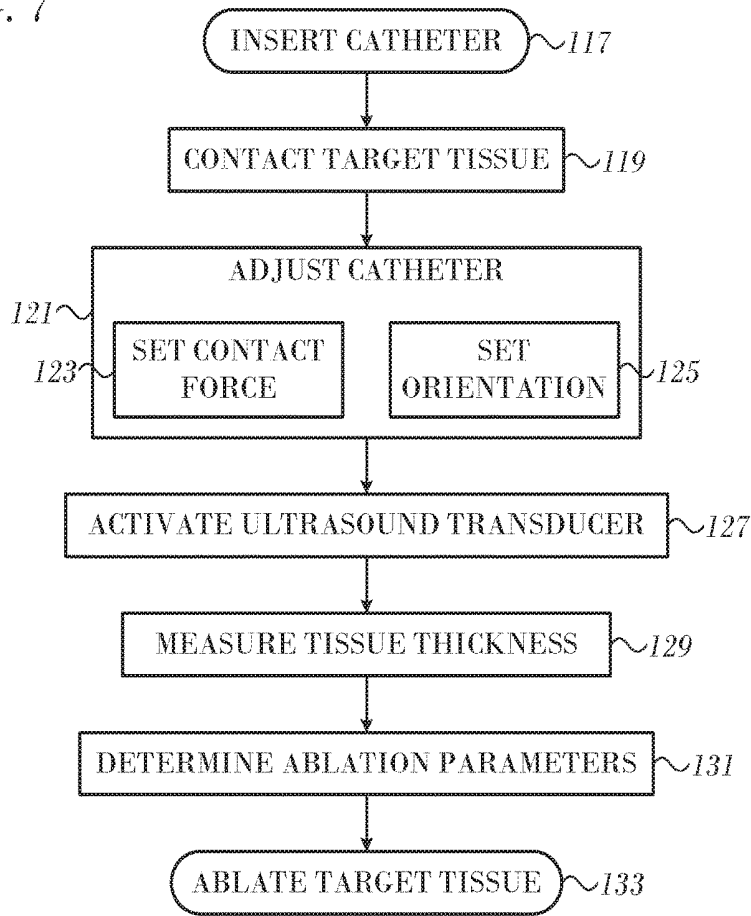 . 7
INSERT CATHETER
117
CONTACT TARGET TISSUE
119
ADJUST CATHETER
121
SET CONTACT
FORCE
123
SET
ORIENTATION
125
ACTIVATE ULTRASOUND TRANSDUCER
127
MEASURE TISSUE THICKNESS
129
DETERMINE ABLATION PARAMETERS
131
ABLATE TARGET TISSUE
133